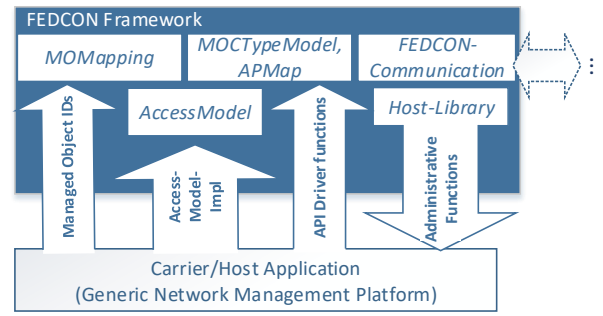 FEDCON Framework
MOMapping
MOCTypeModel,
APMap
FEDCON-
Communication
AccessModel
Host-Library
Managed Object IDs
Access-
Model-
Impl
API Driver functions
Administrative
Functions
Carrier/Host Application
(Generic Network Management Platform)